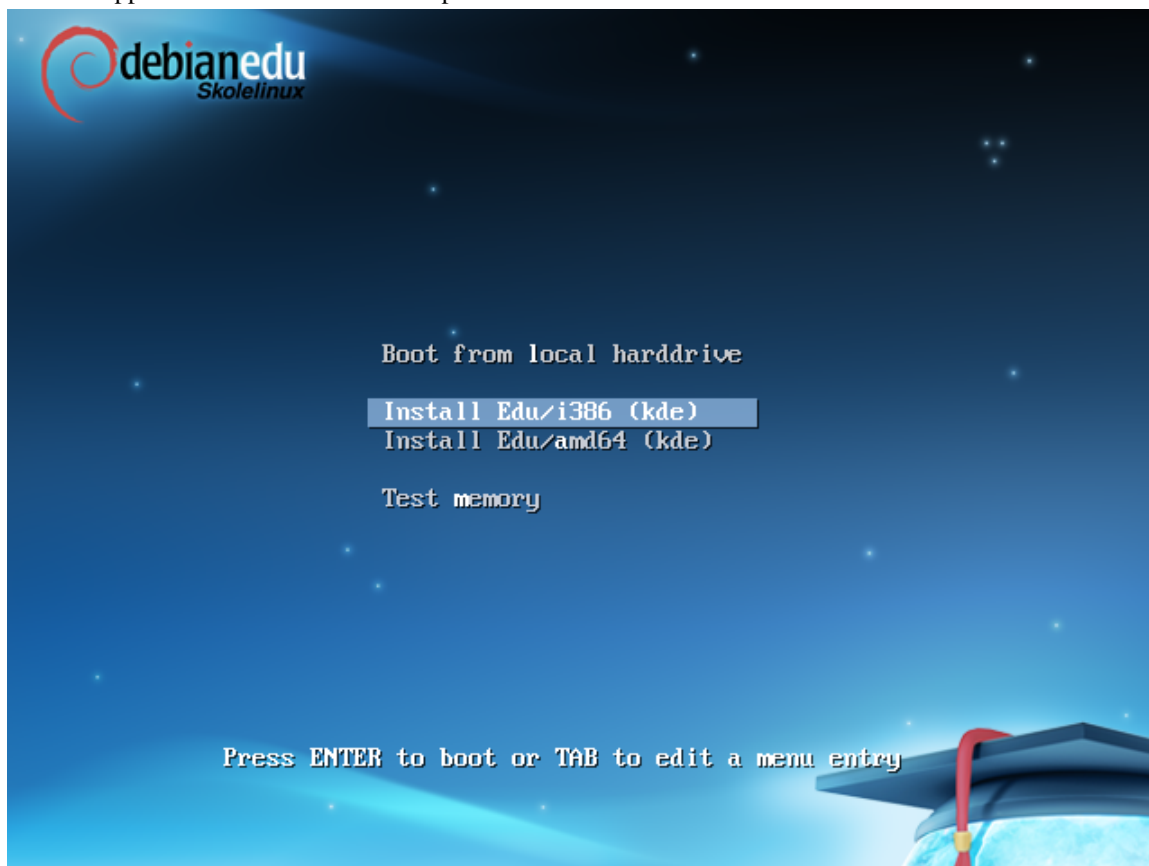 debianedu
Skolelinux
Boot from local harddrive
Install Edu/i386 (kde)
Install Edu/amd64 (kde)
Test memory
Press ENTER to boot or TAB to edit a menu entry